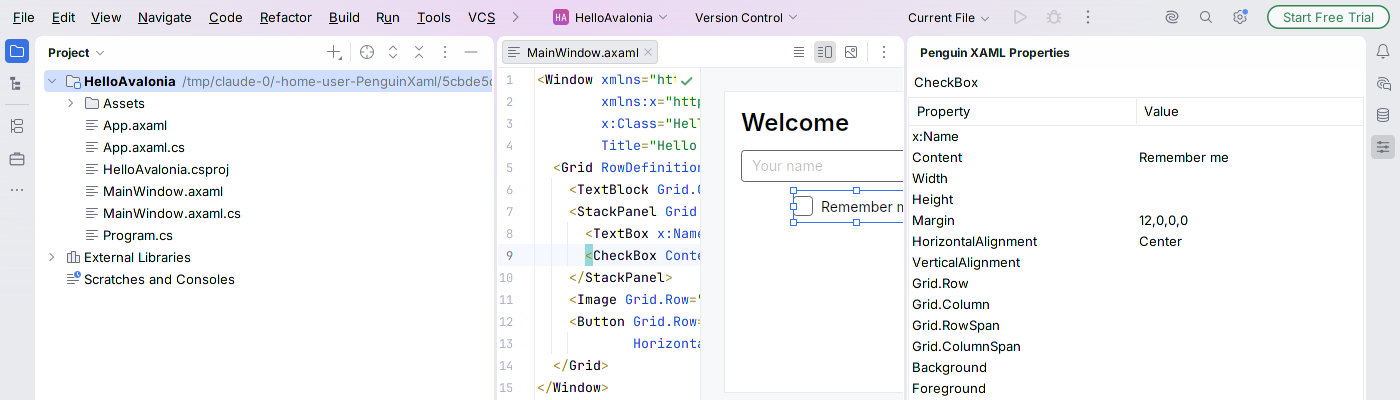 File Edit View Navigate Code Refactor Build Run Tools VCS HA HelloAvalonia Version Control Current File Start Free Trial
Project
MainWindow.axaml
Penguin XAML Properties
HelloAvalonia /tmp/claude-0/-home-user-PenguinXaml/5cbde5
Assets
App.axaml
App.axaml.cs
HelloAvalonia.csproj
MainWindow.axaml
MainWindow.axaml.cs
Program.cs
External Libraries
Scratches and Consoles
1 <Window xmlns="ht
2 xmlns:x="http
3 x:Class="Hel
4 Title="Hello
5 <Grid RowDefinition
6 <TextBlock Grid.
7 <StackPanel Grid
8 <TextBox x:Name
9 <CheckBox Conte
10 </StackPanel>
11 <Image Grid.Row=
12 <Button Grid.Row=
13 Horizonta
14 </Grid>
15 </Window>
Welcome
Your name
Remember
CheckBox
Property Value
x:Name
Content Remember me
Width
Height
Margin 12,0,0,0
HorizontalAlignment Center
VerticalAlignment
Grid.Row
Grid.Column
Grid.RowSpan
Grid.ColumnSpan
Background
Foreground